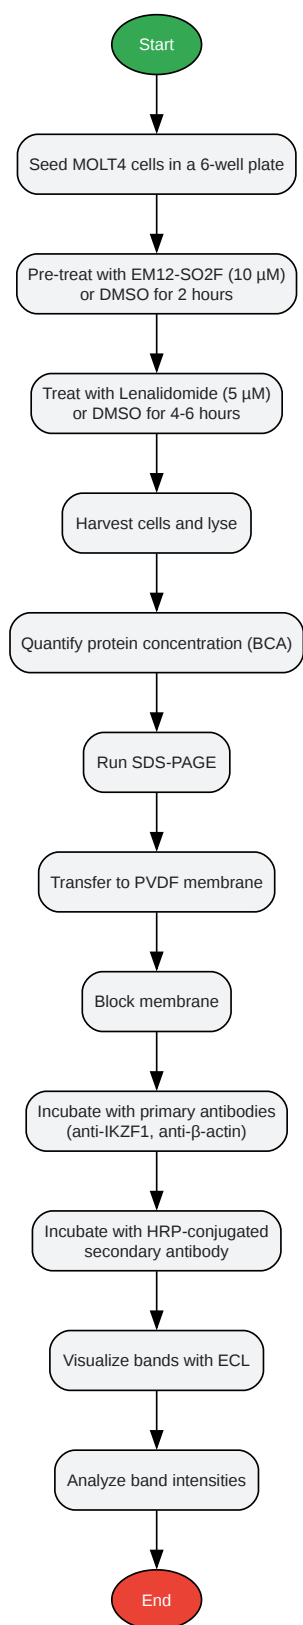 Start
Seed MOLT4 cells in a 6-well plate
Pre-treat with EM12-SO2F (10 µM)
or DMSO for 2 hours
Treat with Lenalidomide (5 µM)
or DMSO for 4-6 hours
Harvest cells and lyse
Quantify protein concentration (BCA)
Run SDS-PAGE
Transfer to PVDF membrane
Block membrane
Incubate with primary antibodies
(anti-IKZF1, anti-β-actin)
Incubate with HRP-conjugated
secondary antibody
Visualize bands with ECL
Analyze band intensities
End